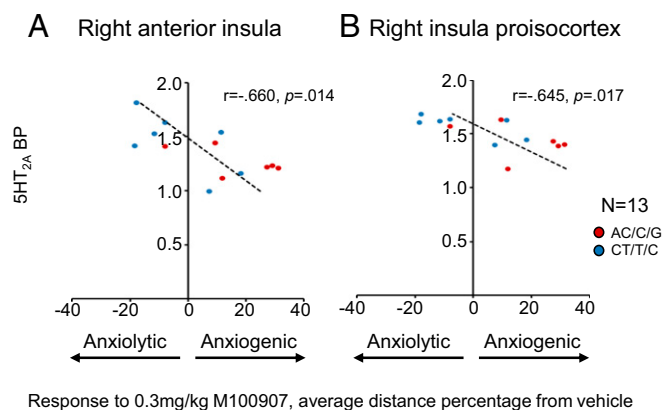 A Right anterior insula
B Right insula proisocortex
5HT2A BP
2.0
1.5
1.0
0.5
r=-.660, p=.014
-40 -20 0 20 40
Anxiolytic Anxiogenic
2.0
1.5
1.0
0.5
r=-.645, p=.017
-40 -20 0 20 40
Anxiolytic Anxiogenic
N=13
AC/C/G
CT/T/C
Response to 0.3mg/kg M100907, average distance percentage from vehicle